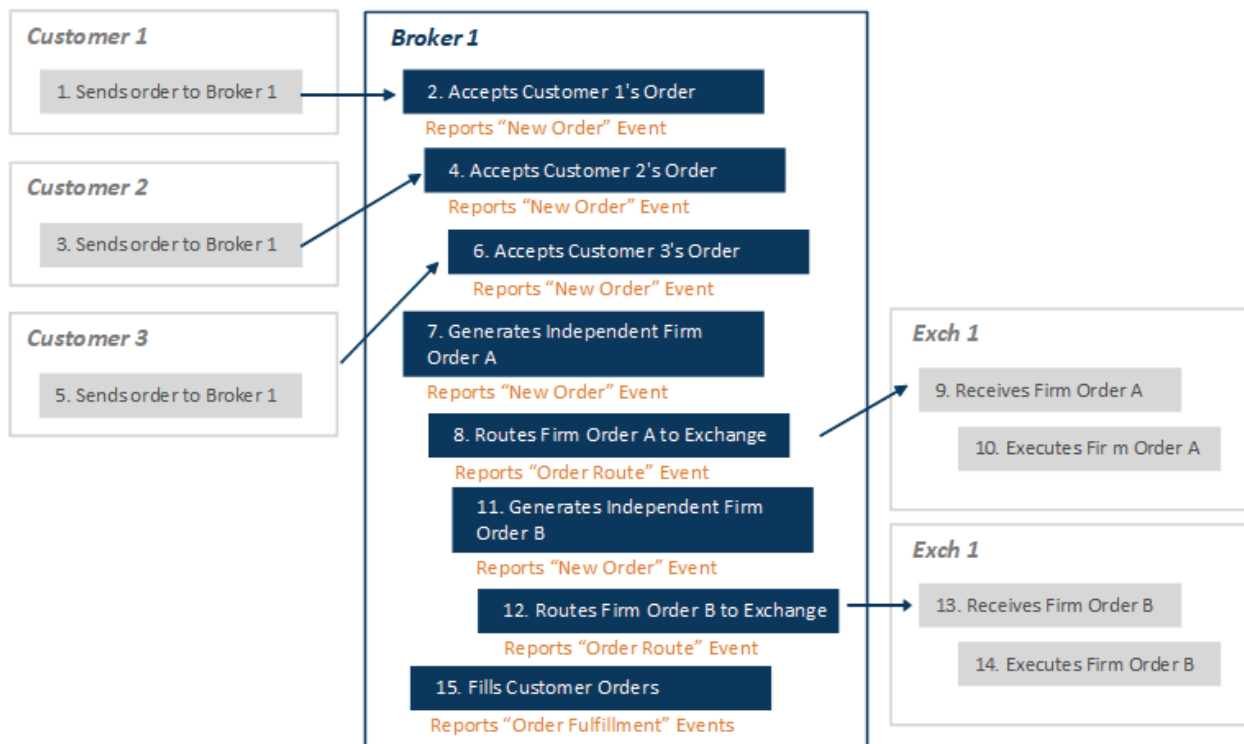 Customer 1
1. Sends order to Broker 1
Customer 2
3. Sends order to Broker 1
Customer 3
5. Sends order to Broker 1
Broker 1
2. Accepts Customer 1's Order
Reports “New Order” Event
4. Accepts Customer 2's Order
Reports “New Order” Event
6. Accepts Customer 3's Order
Reports “New Order” Event
7. Generates Independent Firm
Order A
Reports “New Order” Event
8. Routes Firm Order A to Exchange
Reports “Order Route” Event
11. Generates Independent Firm
Order B
Reports “New Order” Event
12. Routes Firm Order B to Exchange
Reports “Order Route” Event
15. Fills Customer Orders
Reports “Order Fulfillment” Events
Exch 1
9. Receives Firm Order A
10. Executes Fir m Order A
Exch 1
13. Receives Firm Order B
14. Executes Firm Order B